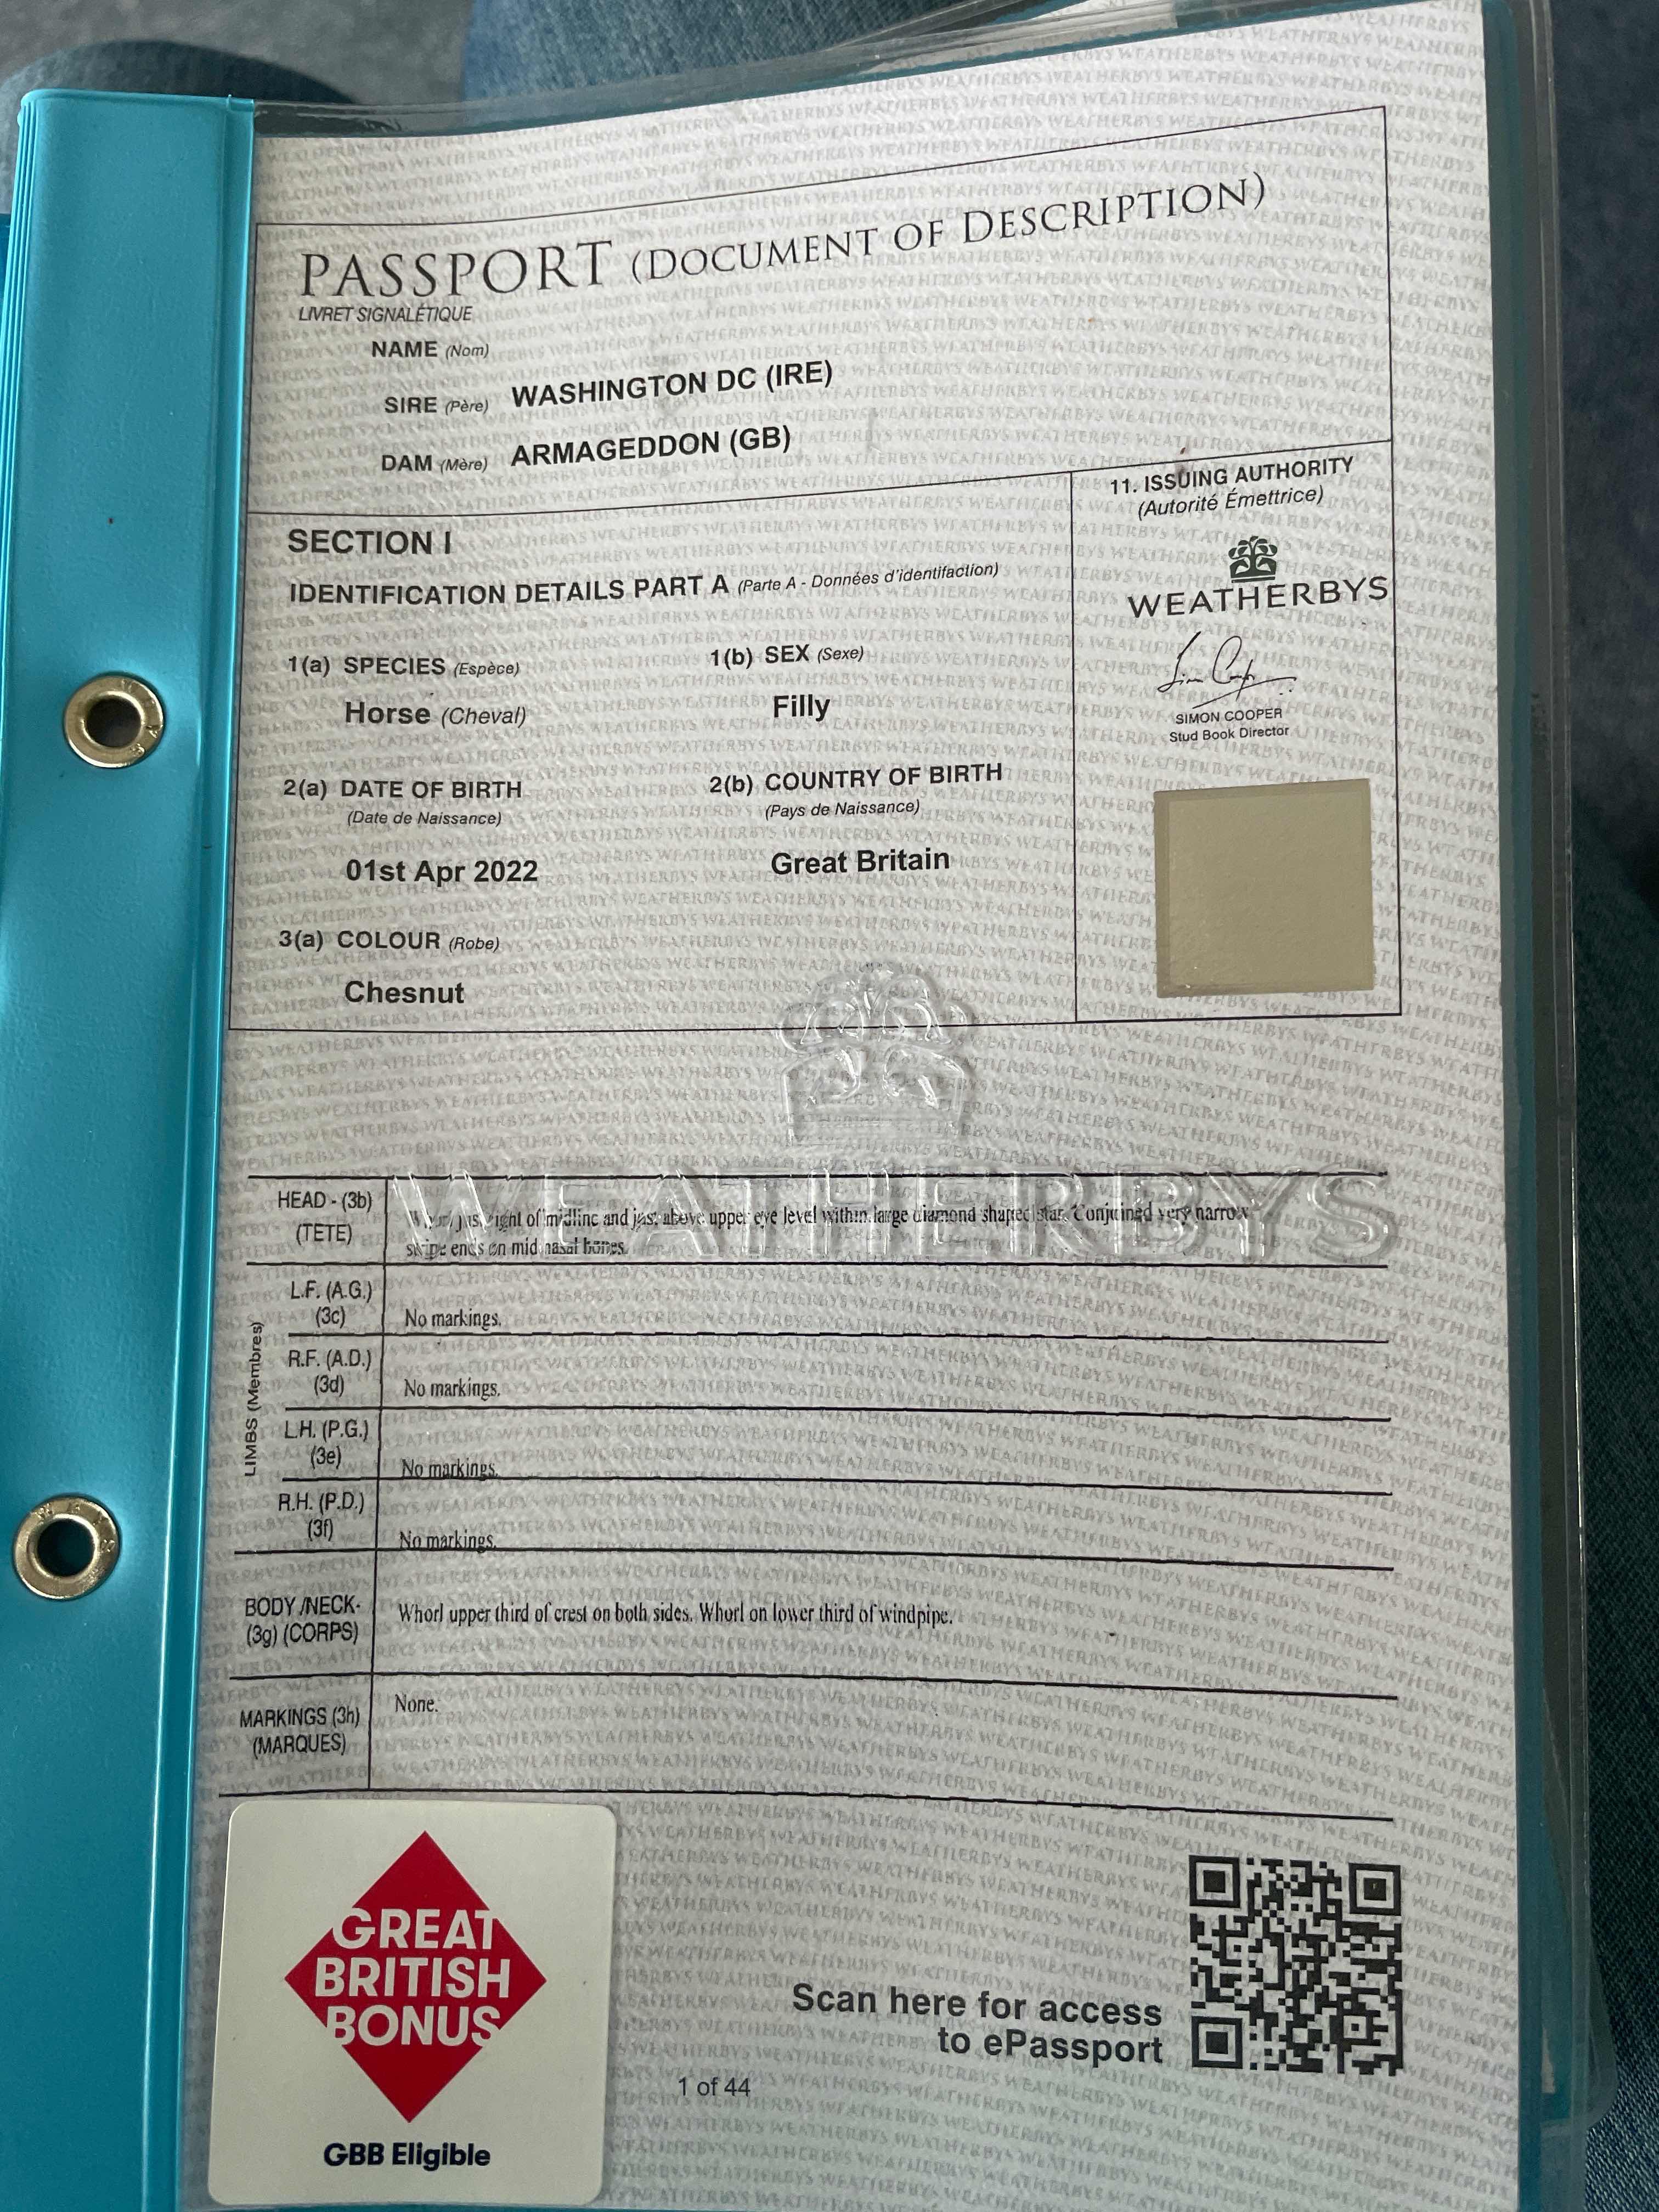 PASSPORT (DOCUMENT OF DESCRIPTION)
LIVRET SIGNALÉTIQUE
NAME (Nom)
SIRE (Père) WASHINGTON DC (IRE)
DAM (Mère) ARMAGEDDON (GB)
SECTION I
IDENTIFICATION DETAILS PART A (Parte A - Données d'identifaction)
1(a) SPECIES (Espèce) 1(b) SEX (Sexe)
Horse (Cheval) Filly
2(a) DATE OF BIRTH 2(b) COUNTRY OF BIRTH
(Date de Naissance) (Pays de Naissance)
01st Apr 2022 Great Britain
3(a) COLOUR (Robe)
Chesnut
11. ISSUING AUTHORITY
(Autorité Émettrice)
WEATHERBYS
SIMON COOPER
Stud Book Director
WEATHERBYS
HEAD - (3b)
(TETE)
right of midline and just above upper eye level within large diamond shaped star. Conjoined very narrow
stripe ends on mid nasal bones.
LIMBS (Membres)
L.F. (A.G.)
(3c) No markings.
R.F. (A.D.)
(3d) No markings.
L.H. (P.G.)
(3e) No markings.
R.H. (P.D.)
(3f) No markings.
BODY/NECK-
(3g) (CORPS)
Whorl upper third of crest on both sides. Whorl on lower third of windpipe.
MARKINGS (3h)
(MARQUES)
None.
GREAT
BRITISH
BONUS
GBB Eligible
Scan here for access
to ePassport
1 of 44